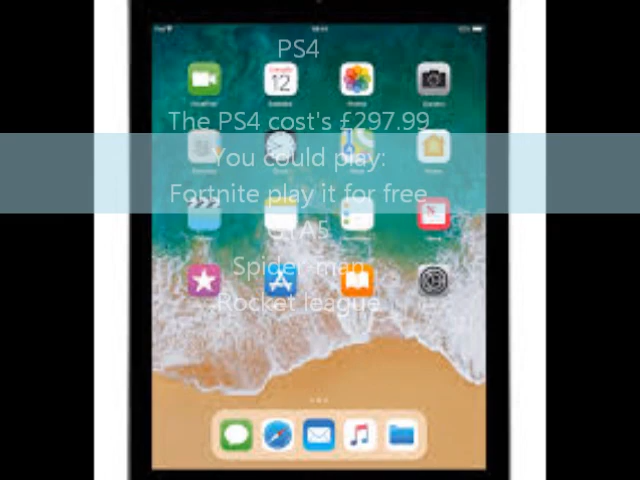 PS4
The PS4 cost's £297.99
12
You could play:
Fortnite play it for free
GTA5
Spider-man
Rocket league